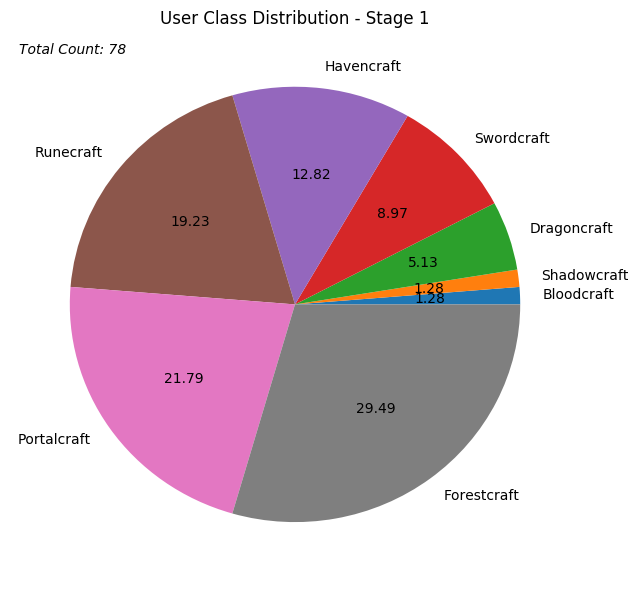 User Class Distribution - Stage 1
Total Count: 78
Havencraft
Swordcraft
Runecraft
12.82
8.97
19.23
Dragoncraft
5.13
Shadowcraft
1.28
Bloodcraft
1.28
21.79
29.49
Portalcraft
Forestcraft